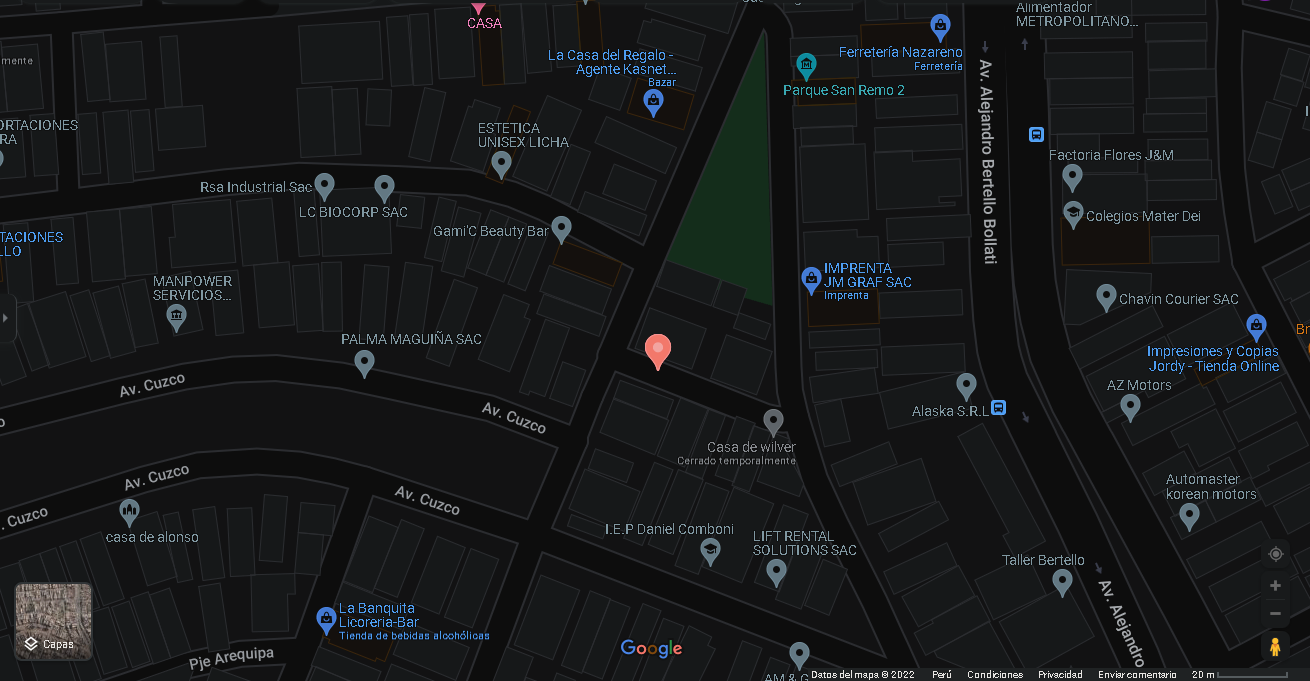 CASA
Alimentador
METROPOLITANO...
La Casa del Regalo -
Agente Kasnet...
Bazar
Ferretería Nazareno
Ferretería
mente
Parque San Remo 2
Av. Alejandro Bertello Bollati
ORTACIONES
RA
ESTETICA
UNISEX LICHA
Factoria Flores J&M
Rsa Industrial Sac
LC BIOCORP SAC
Colegios Mater Dei
Gami'C Beauty Bar
TACIONES
LLO
IMPRENTA
JM GRAF SAC
Imprenta
MANPOWER
SERVICIOS...
Chavin Courier SAC
Br
PALMA MAGUIÑA SAC
Impresiones y Copias
Jordy - Tienda Online
Av. Cuzco
AZ Motors
Av. Cuzco
Alaska S.R.L
Casa de wilver
Cerrado temporalmente
Av. Cuzco
Av. Cuzco
Automaster
korean motors
. Cuzco
casa de alonso
I.E.P Daniel Comboni
LIFT RENTAL
SOLUTIONS SAC
Taller Bertello
Av. Alejandro
La Banquita
Licoreria-Bar
Tienda de bebidas alcohólicas
Capas
Pje Arequipa
Google
AM & G
Datos del mapa © 2022 Perú Condiciones Privacidad Enviar comentario 20 m